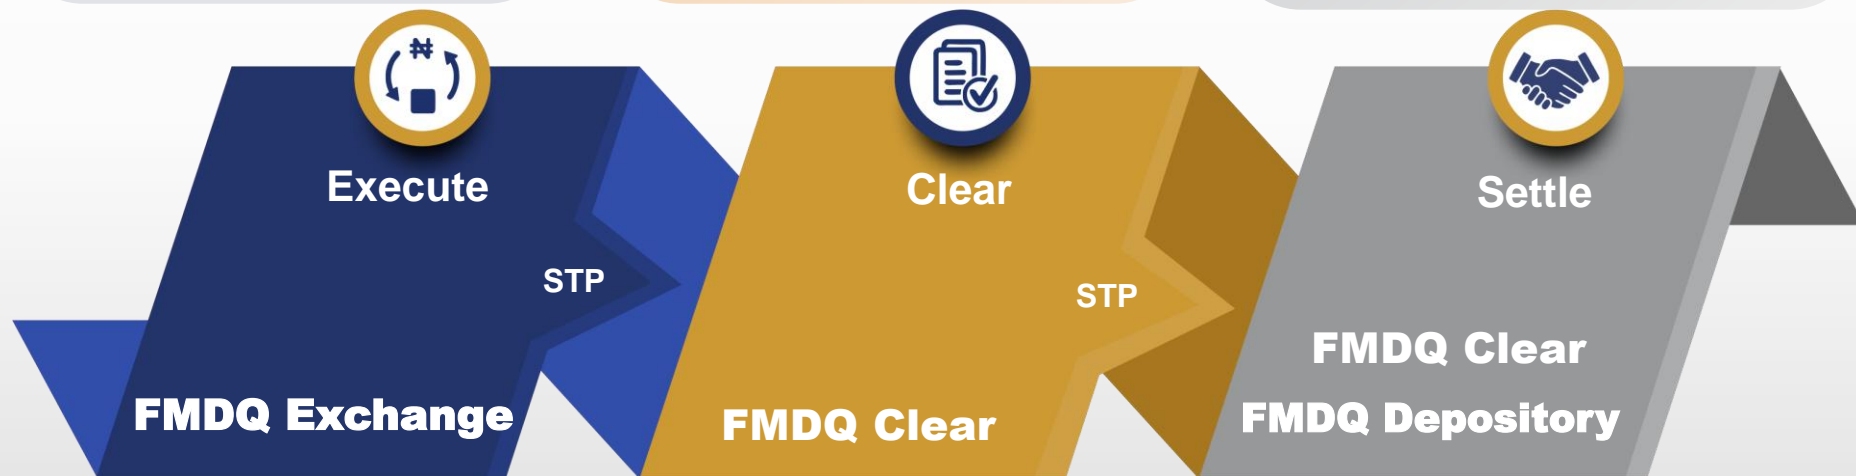 ₦
Execute
STP
FMDQ Exchange
Clear
STP
FMDQ Clear
Settle
FMDQ Clear
FMDQ Depository